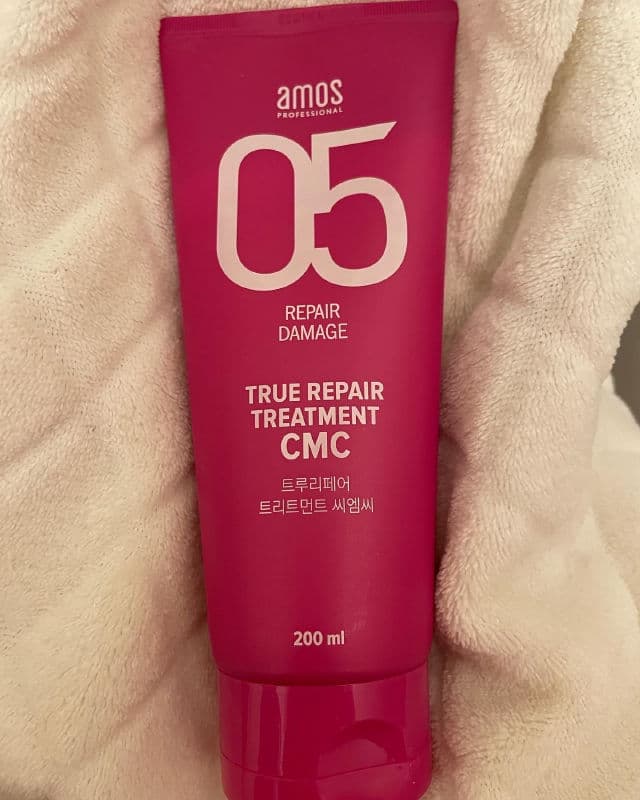 amos
PROFESSIONAL
05
REPAIR
DAMAGE
TRUE REPAIR
TREATMENT
CMC
트루리페어
트리트먼트 씨엠씨
200 ml